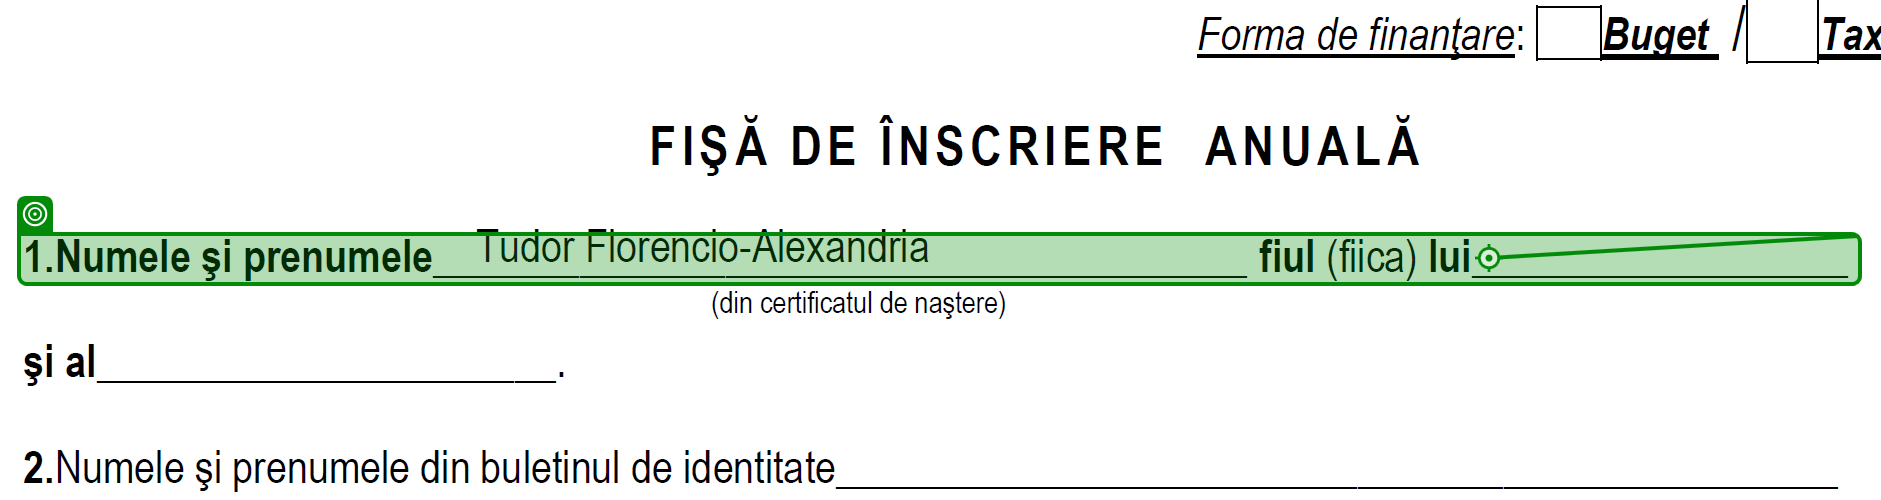 Forma de finanţare: Buget / Tax
FIŞĂ DE ÎNSCRIERE ANUALĂ
1.Numele şi prenumele Tudor Florencio-Alexandria fiul (fiica) lui
(din certificatul de naştere)
şi al____________________.
2.Numele şi prenumele din buletinul de identitate